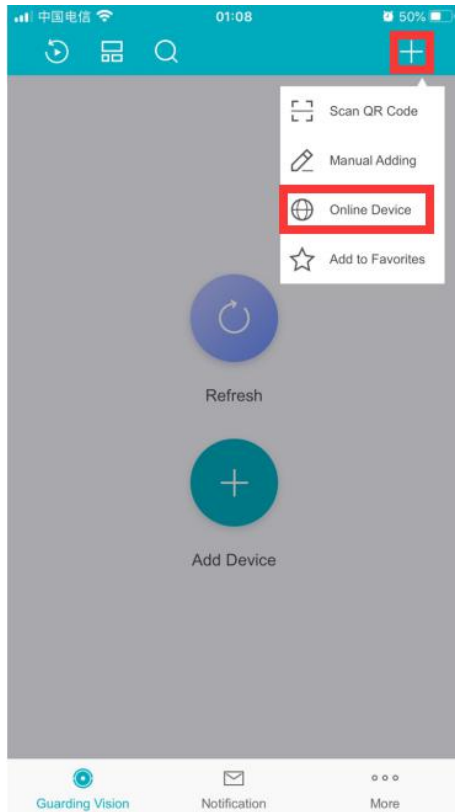 中国电信 01:08 50%
Scan QR Code
Manual Adding
Online Device
Add to Favorites
Refresh
Add Device
Guarding Vision Notification More